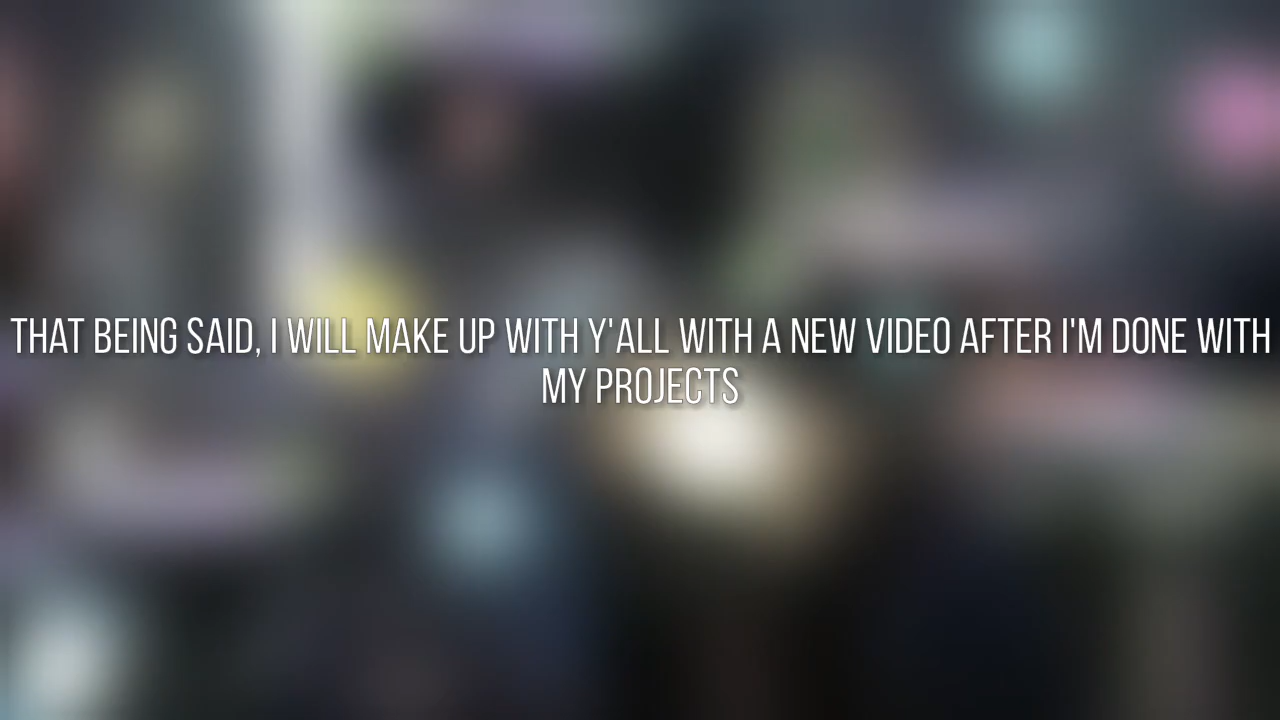 THAT BEING SAID, I WILL MAKE UP WITH Y'ALL WITH A NEW VIDEO AFTER I'M DONE WITH
MY PROJECTS